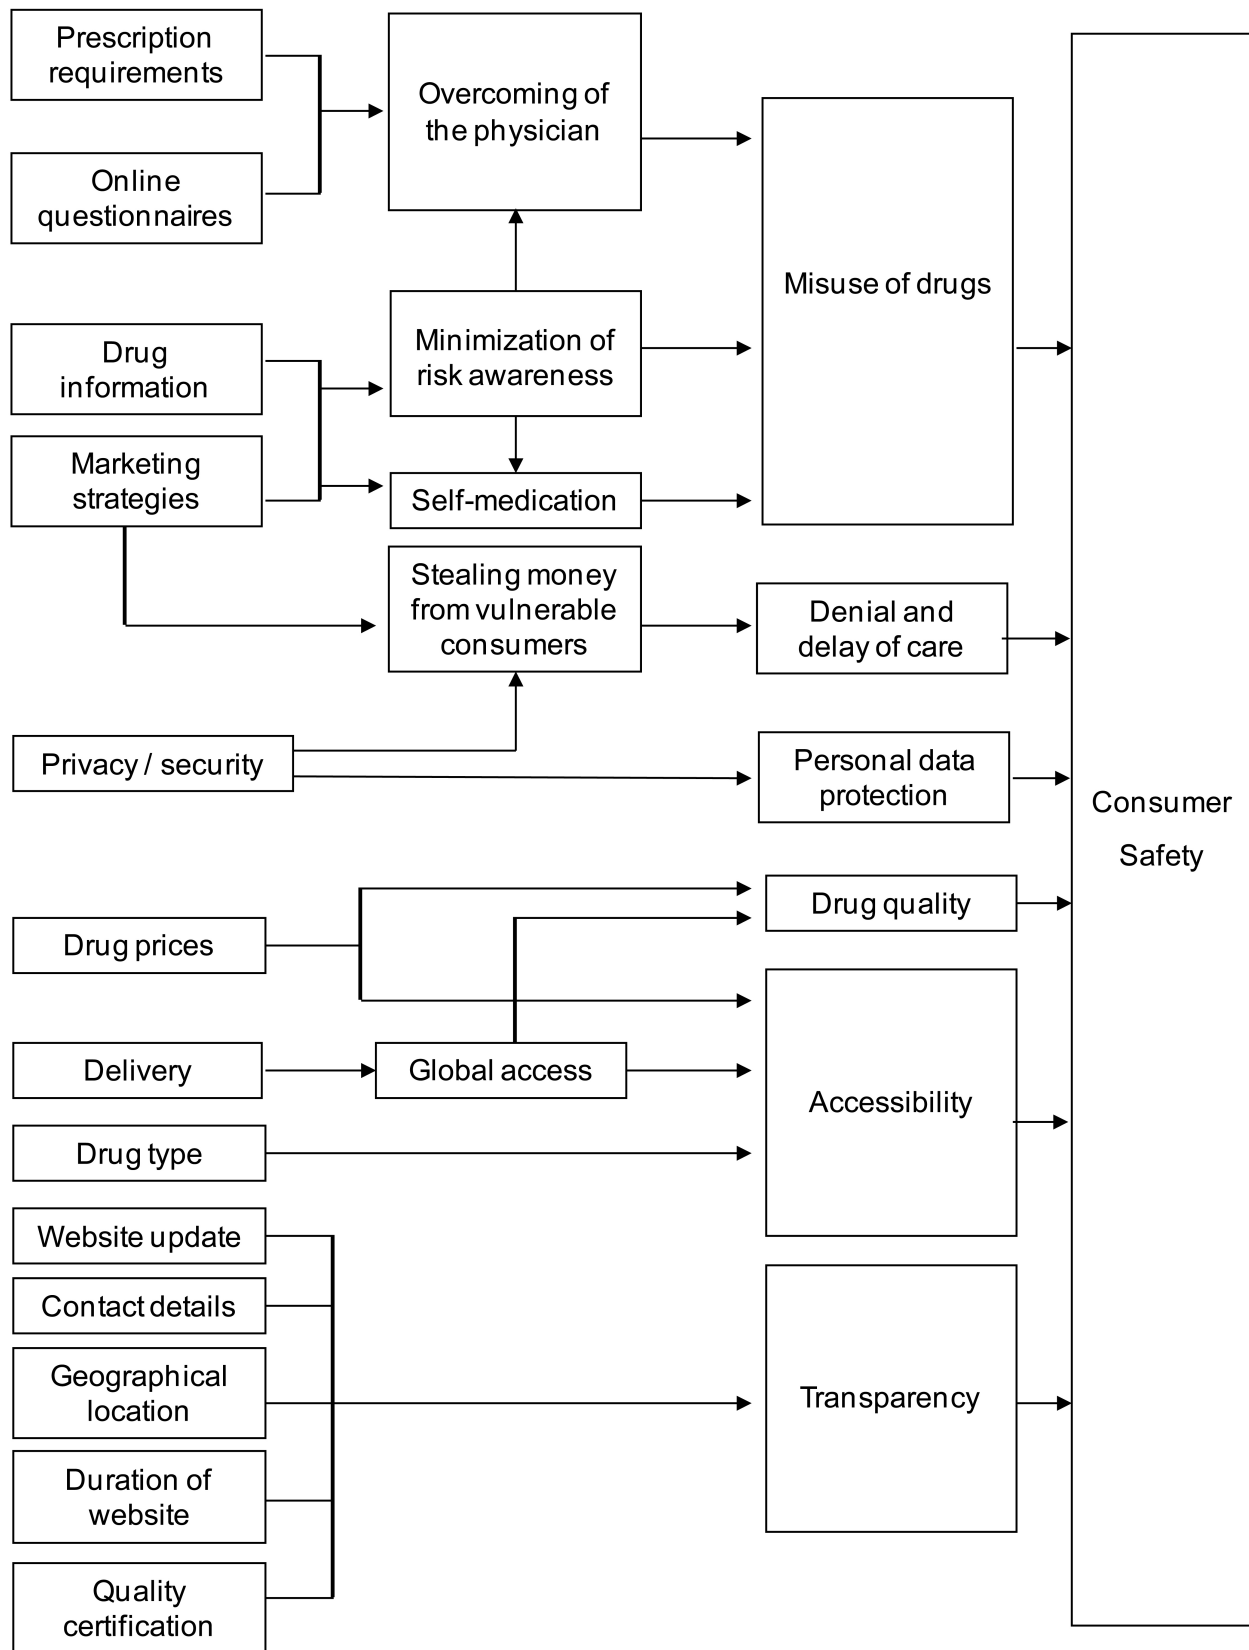 Prescription
requirements
Online
questionnaires
Drug
information
Marketing
strategies
Privacy / security
Drug prices
Delivery
Drug type
Website update
Contact details
Geographical
location
Duration of
website
Quality
certification
Overcoming of
the physician
Minimization of
risk awareness
Self-medication
Stealing money
from vulnerable
consumers
Global access
Misuse of drugs
Denial and
delay of care
Personal data
protection
Drug quality
Accessibility
Transparency
Consumer
Safety